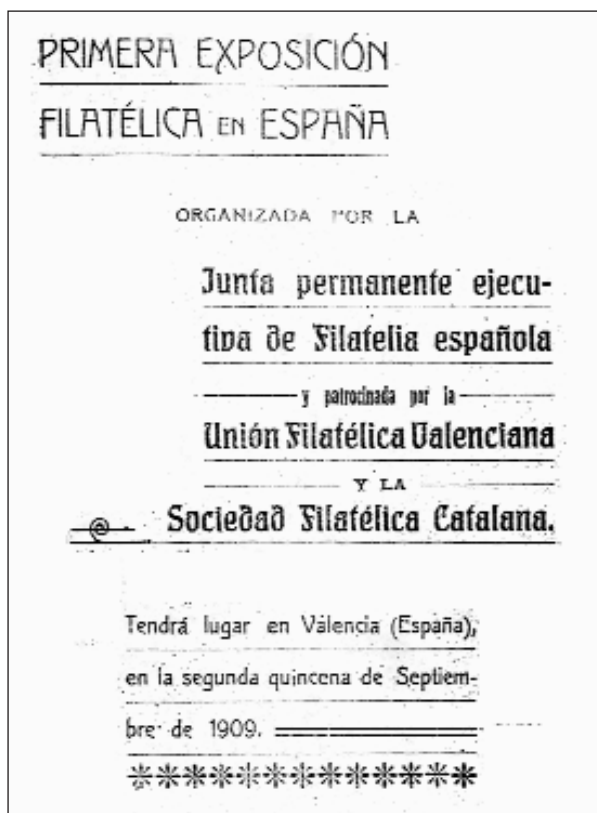 PRIMERA EXPOSICIÓN
FILATÉLICA EN ESPAÑA
ORGANIZADA POR LA
Junta permanente ejecu-
tiva de Filatelia española
y patrocinada por la
Unión Filatélica Valenciana
Y LA
Sociedad Filatélica Catalana.
Tendrá lugar en Valencia (España),
en la segunda quincena de Septiem-
bre de 1909.